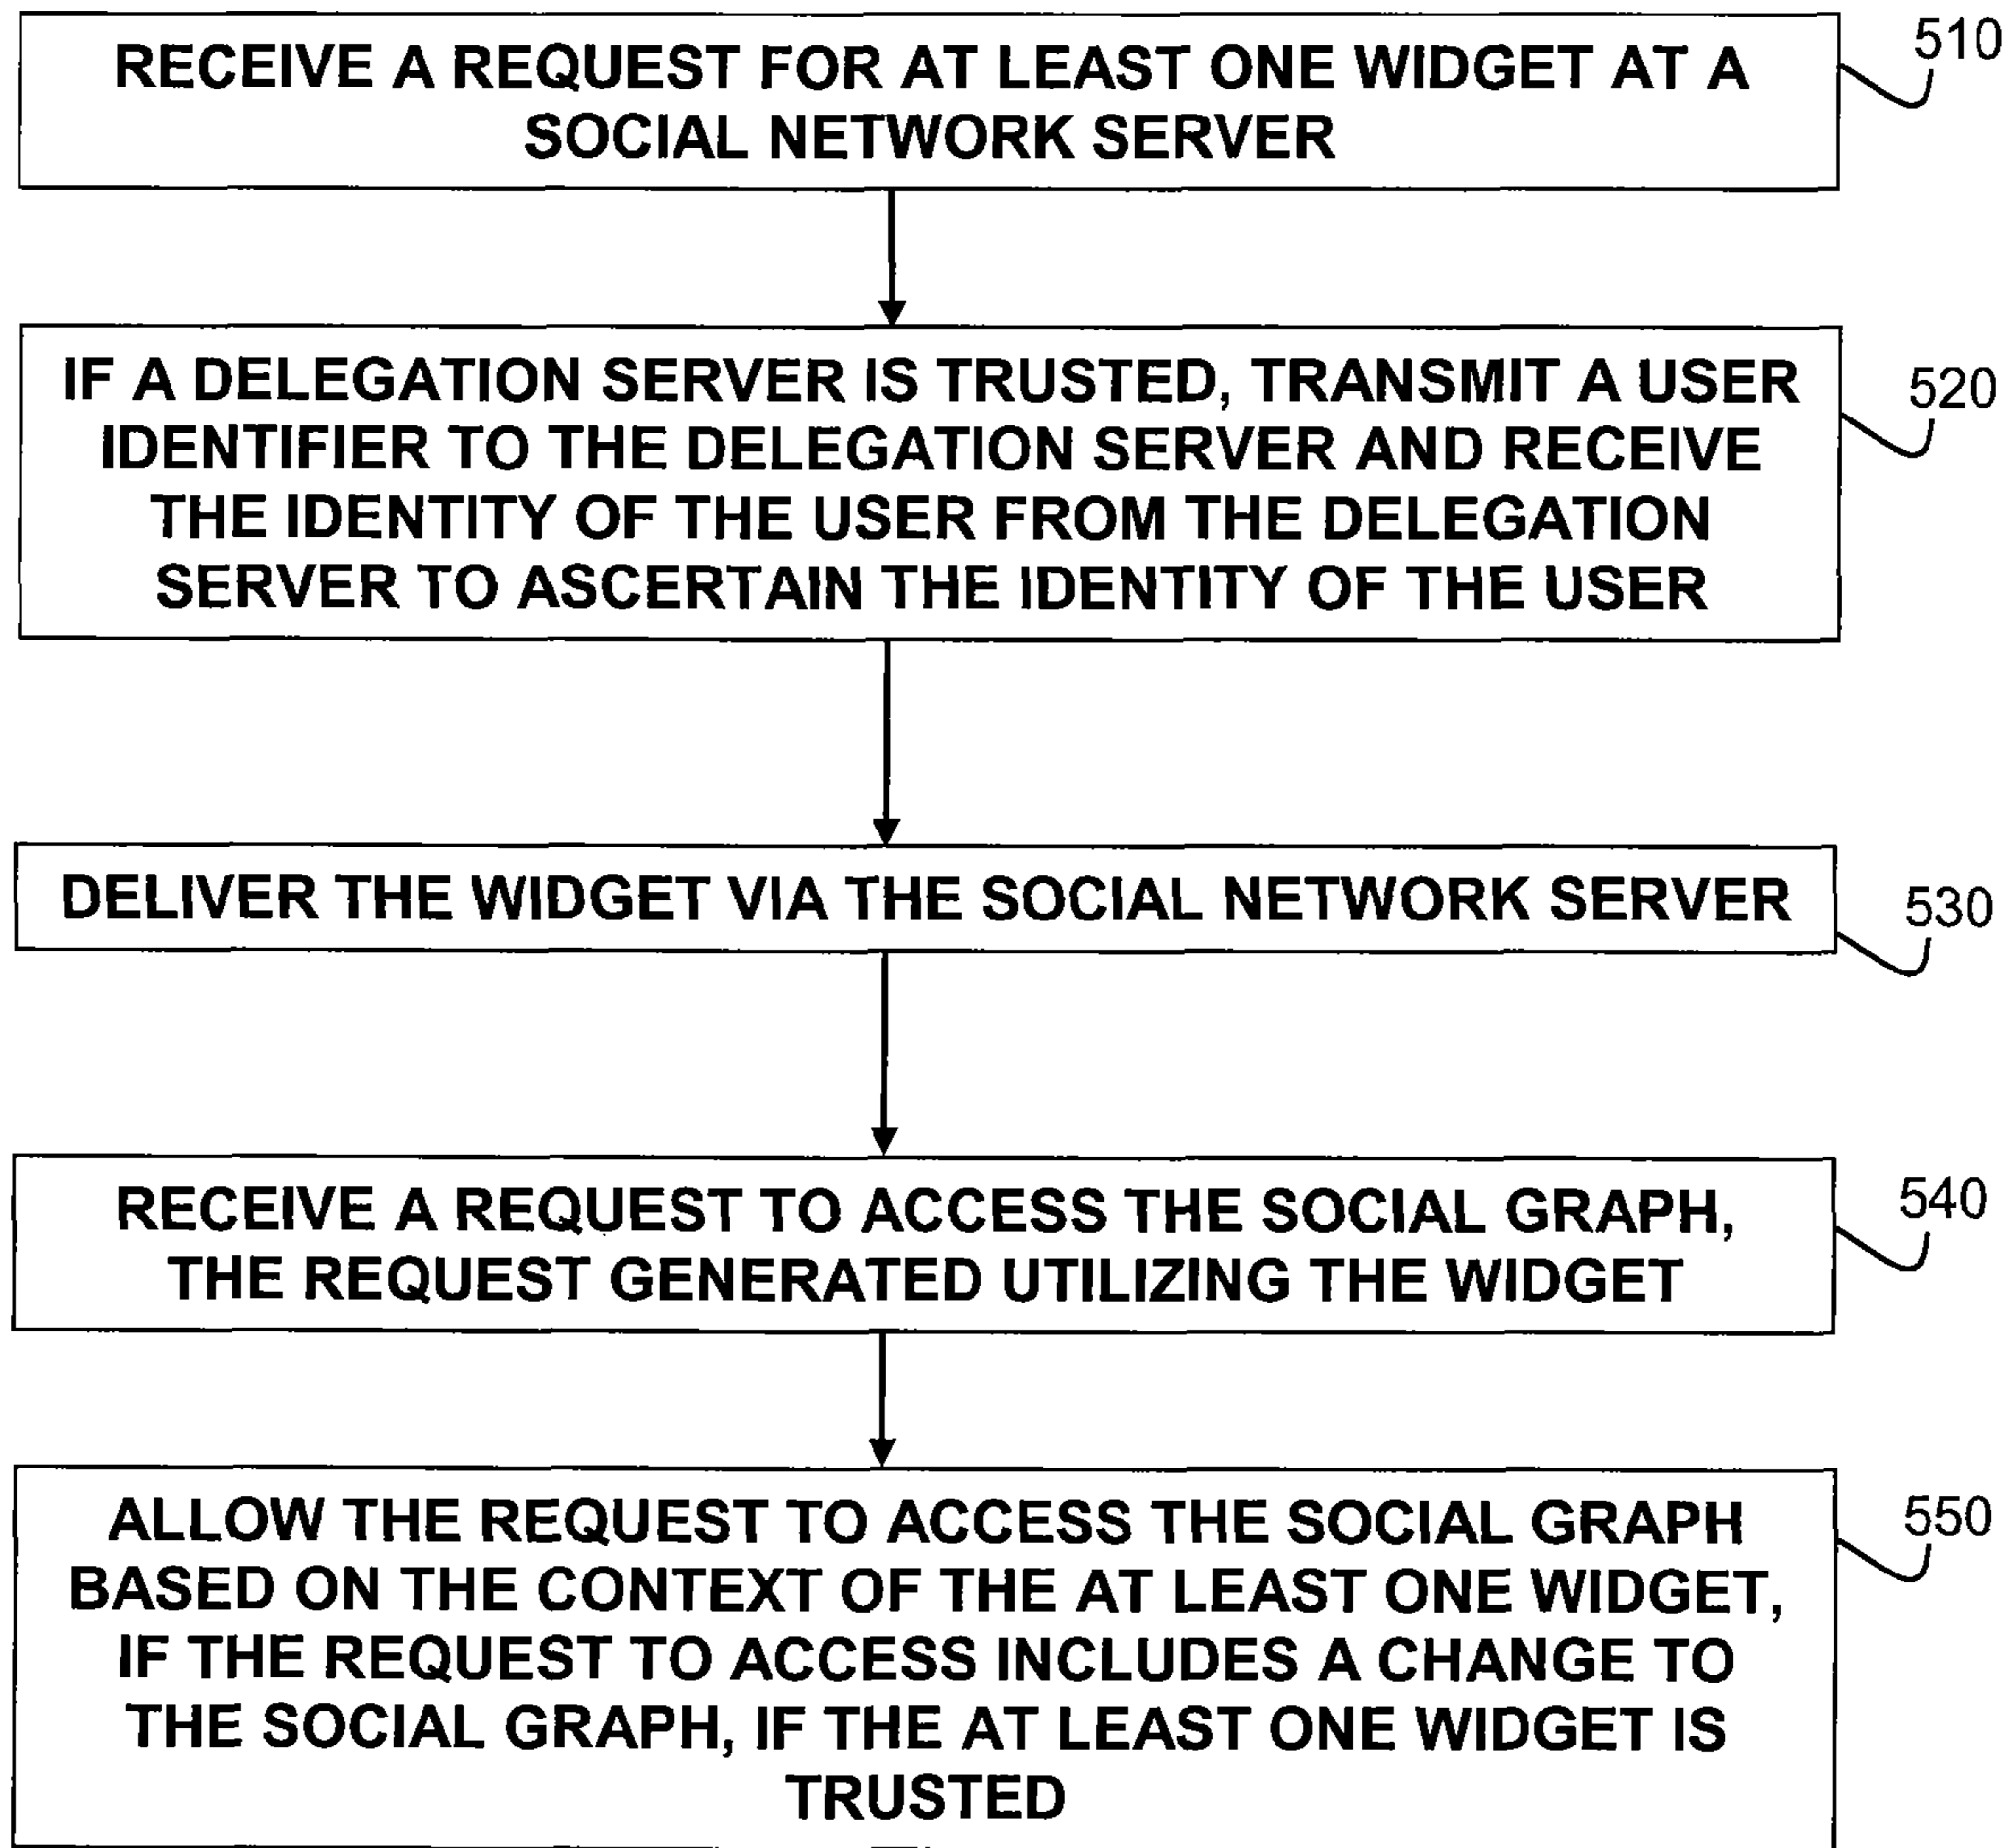 RECEIVE A REQUEST FOR AT LEAST ONE WIDGET AT A
SOCIAL NETWORK SERVER
510
IF A DELEGATION SERVER IS TRUSTED, TRANSMIT A USER
IDENTIFIER TO THE DELEGATION SERVER AND RECEIVE
THE IDENTITY OF THE USER FROM THE DELEGATION
SERVER TO ASCERTAIN THE IDENTITY OF THE USER
520
DELIVER THE WIDGET VIA THE SOCIAL NETWORK SERVER
530
RECEIVE A REQUEST TO ACCESS THE SOCIAL GRAPH,
THE REQUEST GENERATED UTILIZING THE WIDGET
540
ALLOW THE REQUEST TO ACCESS THE SOCIAL GRAPH
BASED ON THE CONTEXT OF THE AT LEAST ONE WIDGET,
IF THE REQUEST TO ACCESS INCLUDES A CHANGE TO
THE SOCIAL GRAPH, IF THE AT LEAST ONE WIDGET IS
TRUSTED
550